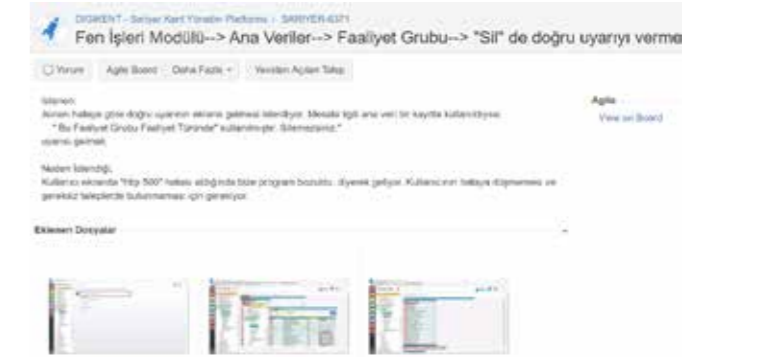 DIGIKENT - Sarıyer Kent Yönetim Platformu / SARIYER-6371
Fen İşleri Modülü--> Ana Veriler--> Faaliyet Grubu--> "Sil" de doğru uyarıyı verme
Yorum Agile Board Daha Fazla Yeniden Açılan Talep
İstenen:
Alınan hataya göre doğru uyarının ekrana gelmesi isteniliyor. Mesela ilgili ana veri bir kayıtta kullanıldıysa:
" Bu Faaliyet Grubu Faaliyet Türünde" kullanılmıştır. Silemezsiniz."
uyarısı gelmeli.
Neden İstendiği:
Kullanıcı ekranda "http 500" hatası aldığında bize program bozuldu, diyerek geliyor. Kullanıcının hataya düşmemesi ve
gereksiz taleplerde bulunmaması için gerekiyor.
Eklenen Dosyalar
Agile
View on Board